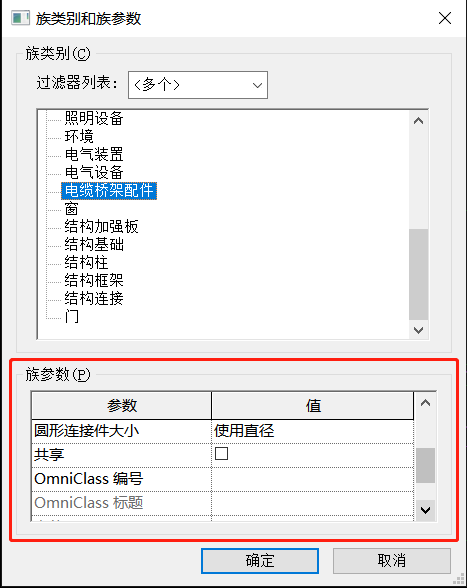 族类别和族参数
族类别(C)
过滤器列表: <多个>
照明设备
环境
电气装置
电气设备
电缆桥架配件
窗
结构加强板
结构基础
结构柱
结构框架
结构连接
门
族参数(P)
参数 值
圆形连接件大小 使用直径
共享
OmniClass 编号
OmniClass 标题
确定 取消